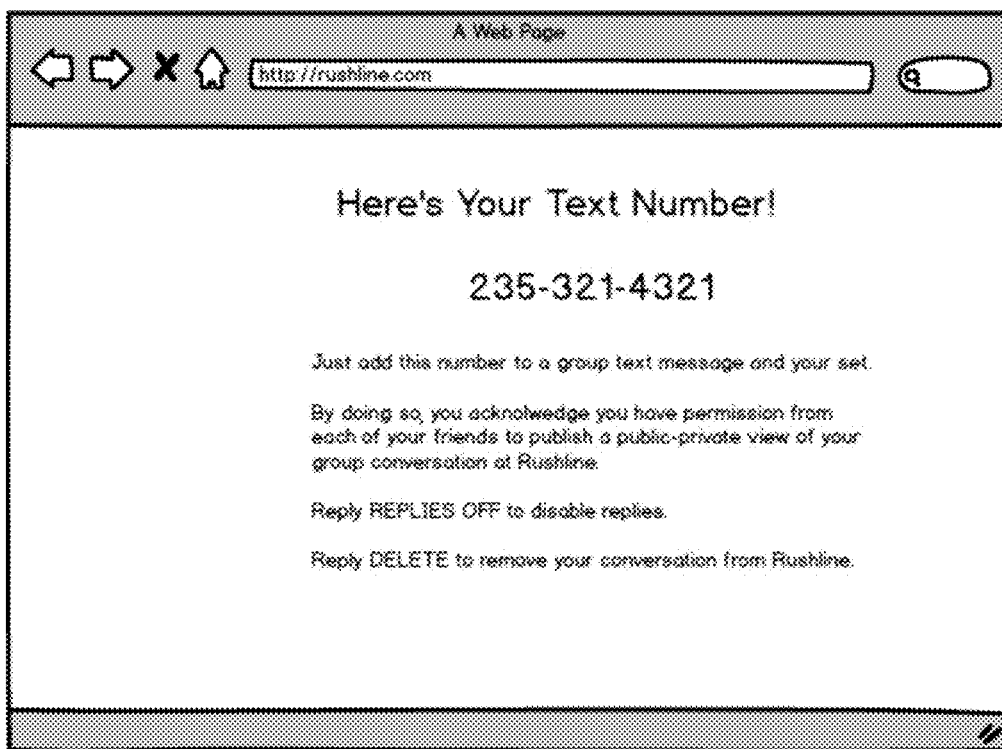 A Web Page
http://rushline.com
Here's Your Text Number!
235-321-4321
Just add this number to a group text message and your set.
By doing so, you acknolwedge you have permission from
each of your friends to publish a public-private view of your
group conversation at Rushline.
Reply REPLIES OFF to disable replies.
Reply DELETE to remove your conversation from Rushline.